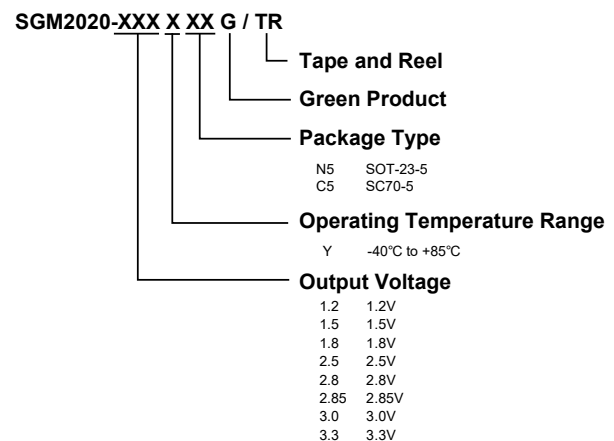 SGM2020-XXX X XX G / TR
Tape and Reel
Green Product
Package Type
N5 SOT-23-5
C5 SC70-5
Operating Temperature Range
Y -40℃ to +85℃
Output Voltage
1.2 1.2V
1.5 1.5V
1.8 1.8V
2.5 2.5V
2.8 2.8V
2.85 2.85V
3.0 3.0V
3.3 3.3V